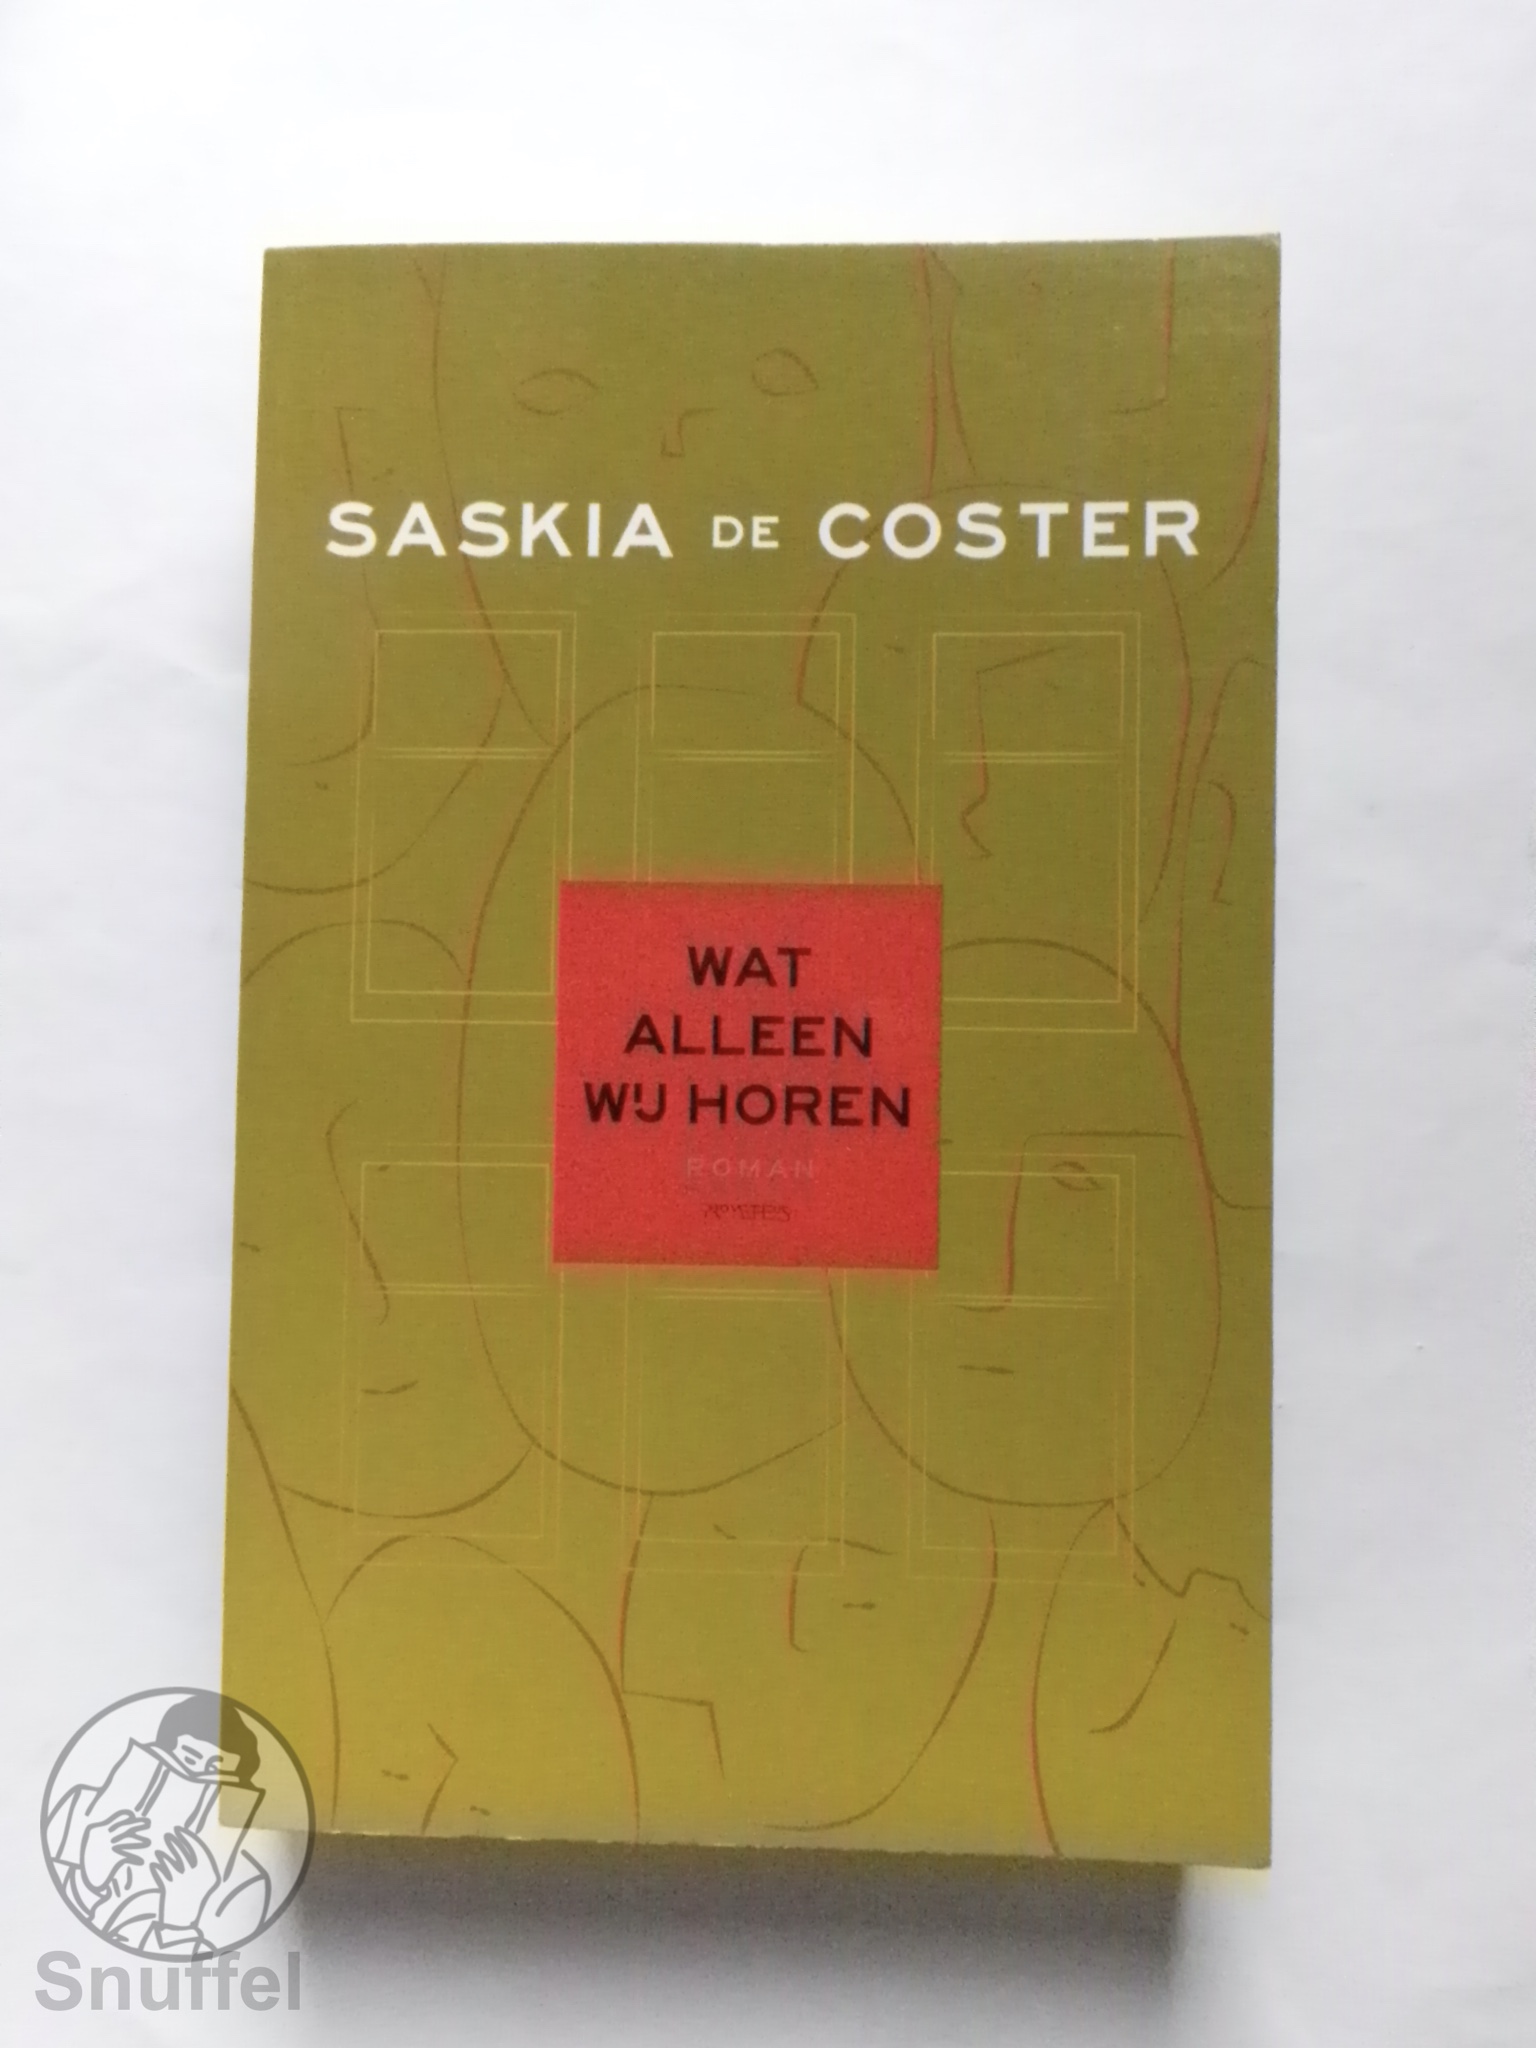 SASKIA DE COSTER
WAT
ALLEEN
WIJ HOREN
ROMAN
PROMETHEUS
Snuffel